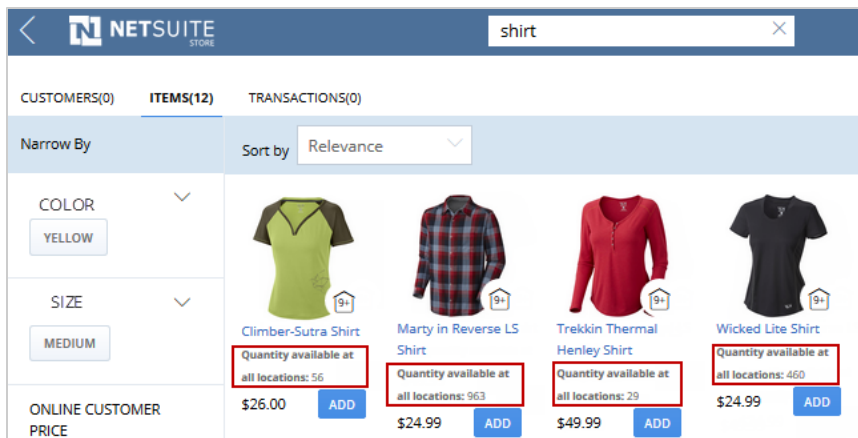 NETSUITE
STORE
shirt
CUSTOMERS(0) ITEMS(12) TRANSACTIONS(0)
Narrow By
Sort by Relevance
COLOR
YELLOW
SIZE
MEDIUM
ONLINE CUSTOMER
PRICE
9+
Climber-Sutra Shirt
Quantity available at
all locations: 56
$26.00 ADD
9+
Marty in Reverse LS
Shirt
Quantity available at
all locations: 963
$24.99 ADD
9+
Trekkin Thermal
Henley Shirt
Quantity available at
all locations: 29
$49.99 ADD
9+
Wicked Lite Shirt
Quantity available at
all locations: 460
$24.99 ADD